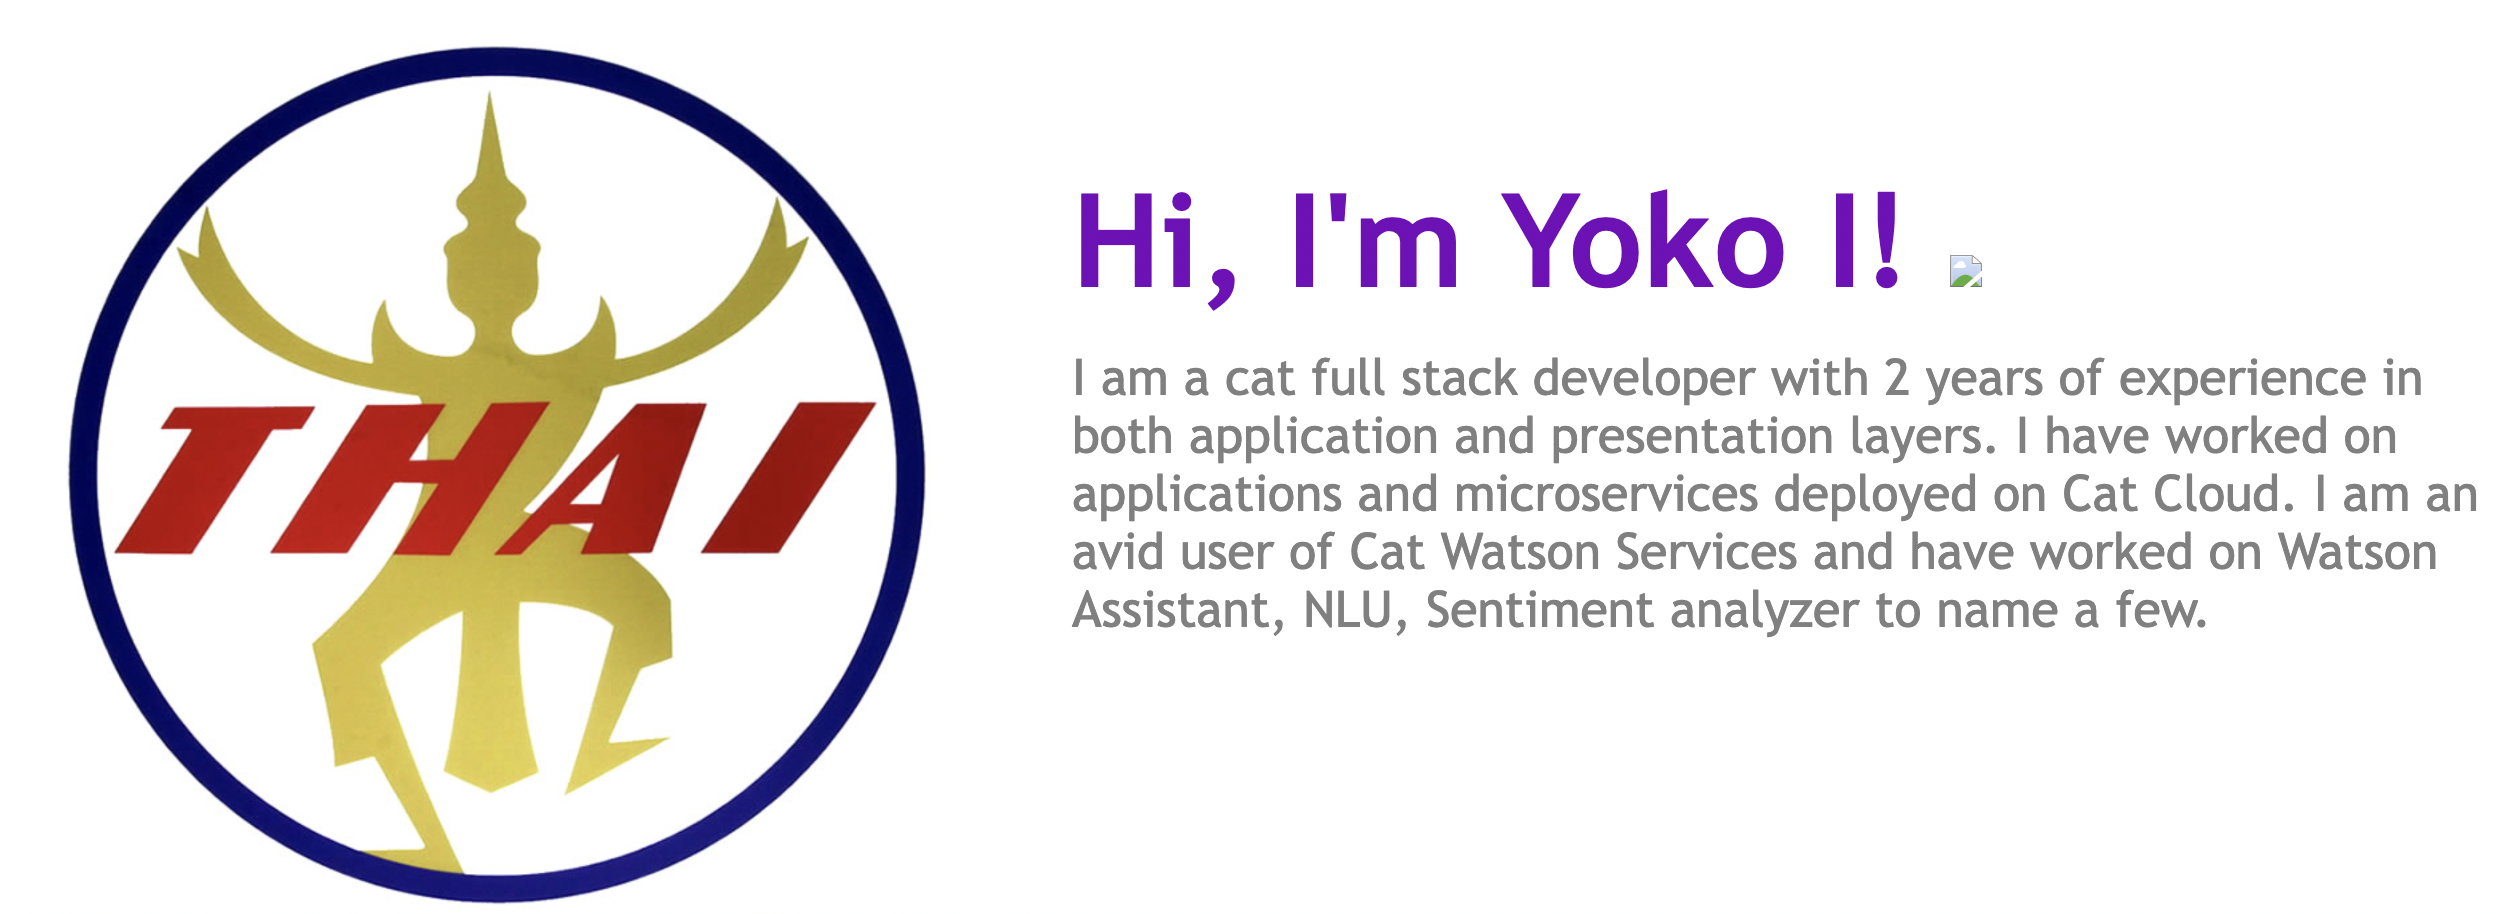 THAI
Hi, I'm Yoko I!
I am a cat full stack developer with 2 years of experience in
both application and presentation layers. I have worked on
applications and microservices deployed on Cat Cloud. I am an
avid user of Cat Watson Services and have worked on Watson
Assistant, NLU, Sentiment analyzer to name a few.